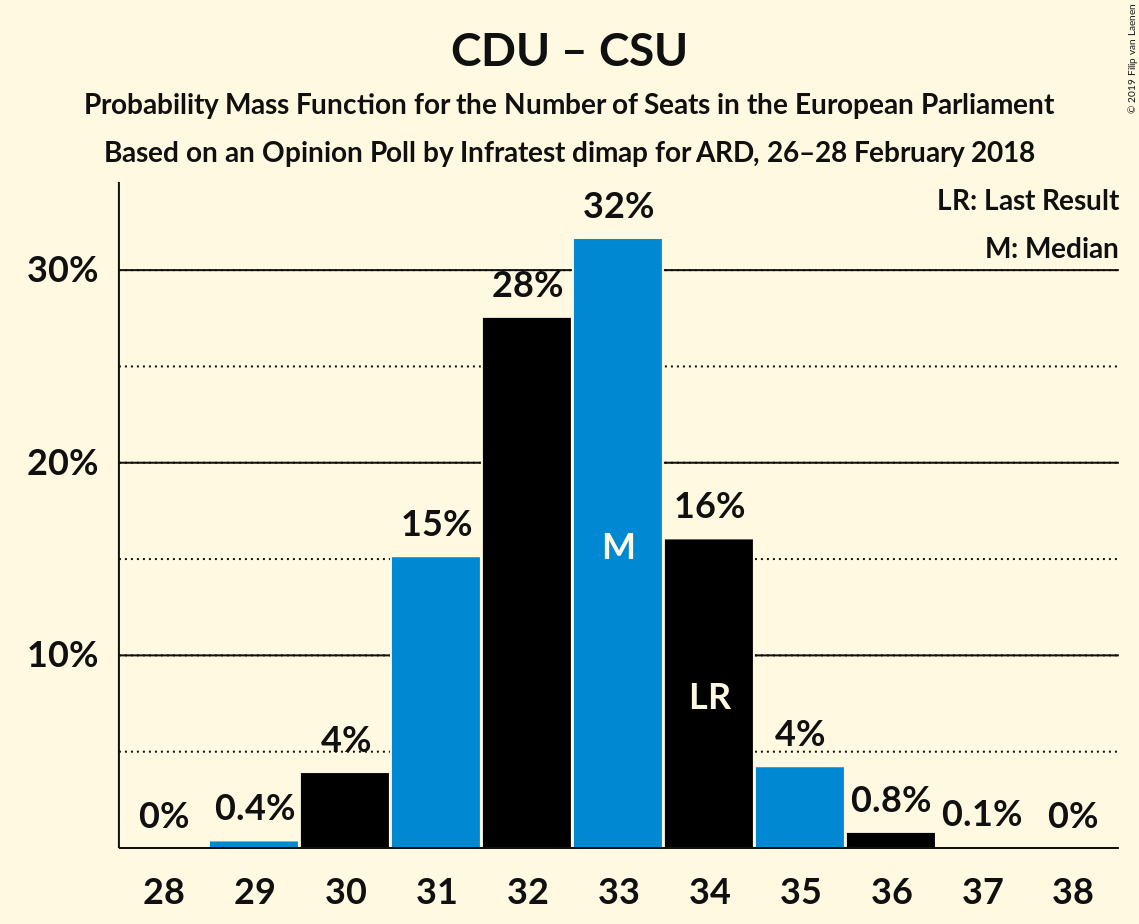 © 2019 Filip van Laenen
CDU – CSU
Probability Mass Function for the Number of Seats in the European Parliament
Based on an Opinion Poll by Infratest dimap for ARD, 26–28 February 2018
LR: Last Result
M: Median
30%
20%
10%
0%
0.4%
4%
15%
28%
32%
16%
4%
0.8%
0.1%
0%
M
LR
28 29 30 31 32 33 34 35 36 37 38